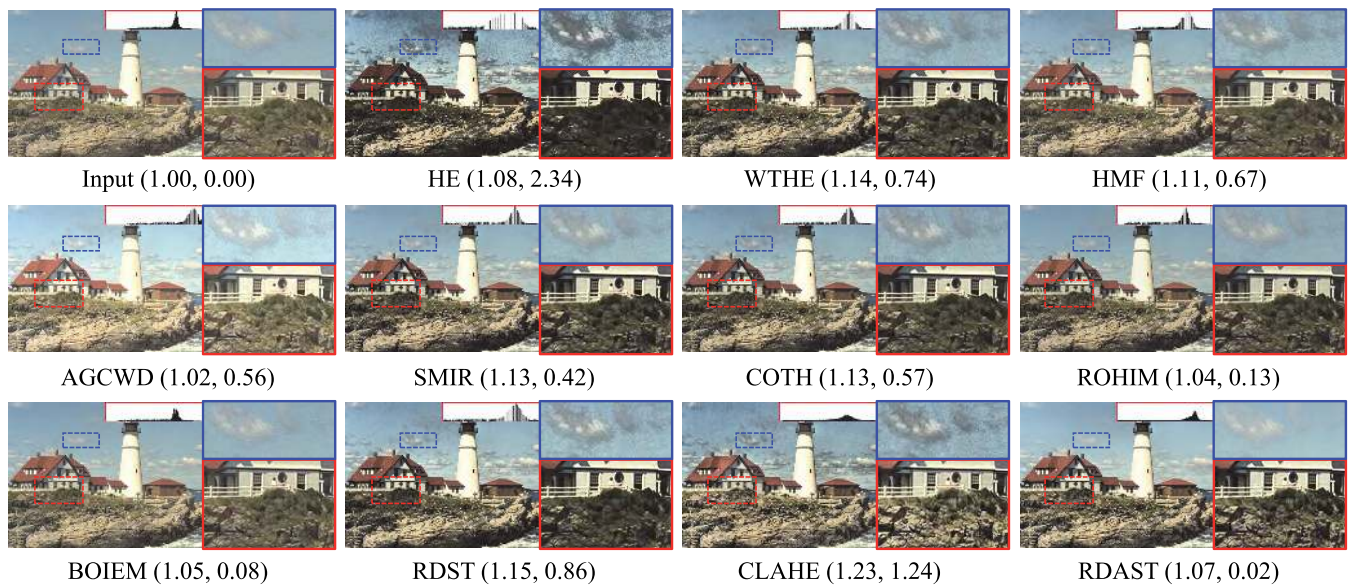 Input (1.00, 0.00)
HE (1.08, 2.34)
WTHE (1.14, 0.74)
HMF (1.11, 0.67)
AGCWD (1.02, 0.56)
SMIR (1.13, 0.42)
COTH (1.13, 0.57)
ROHIM (1.04, 0.13)
BOIEM (1.05, 0.08)
RDST (1.15, 0.86)
CLAHE (1.23, 1.24)
RDAST (1.07, 0.02)